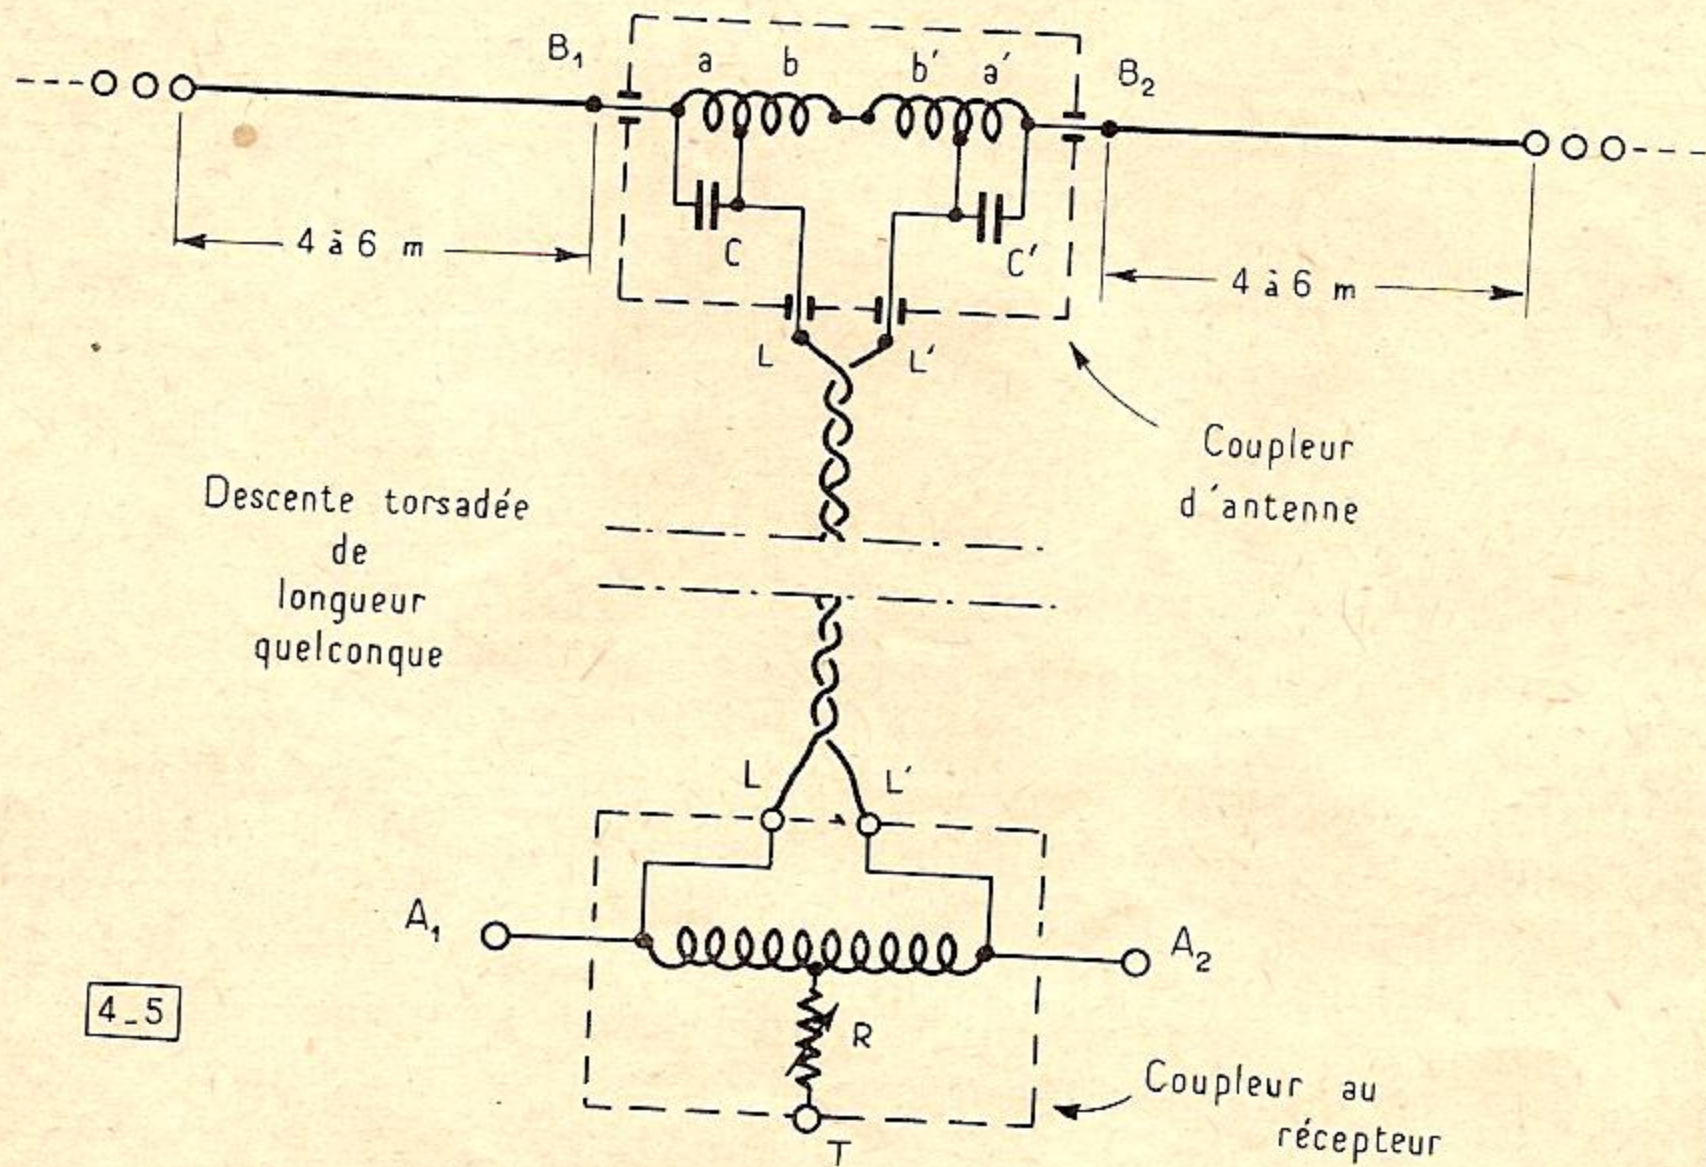 B₁
a
b
b′
a′
B₂
4 à 6 m
C
C′
4 à 6 m
L
L′
Coupleur
d'antenne
Descente torsadée
de
longueur
quelconque
L
L′
A₁
A₂
R
4_5
Coupleur au
récepteur
T